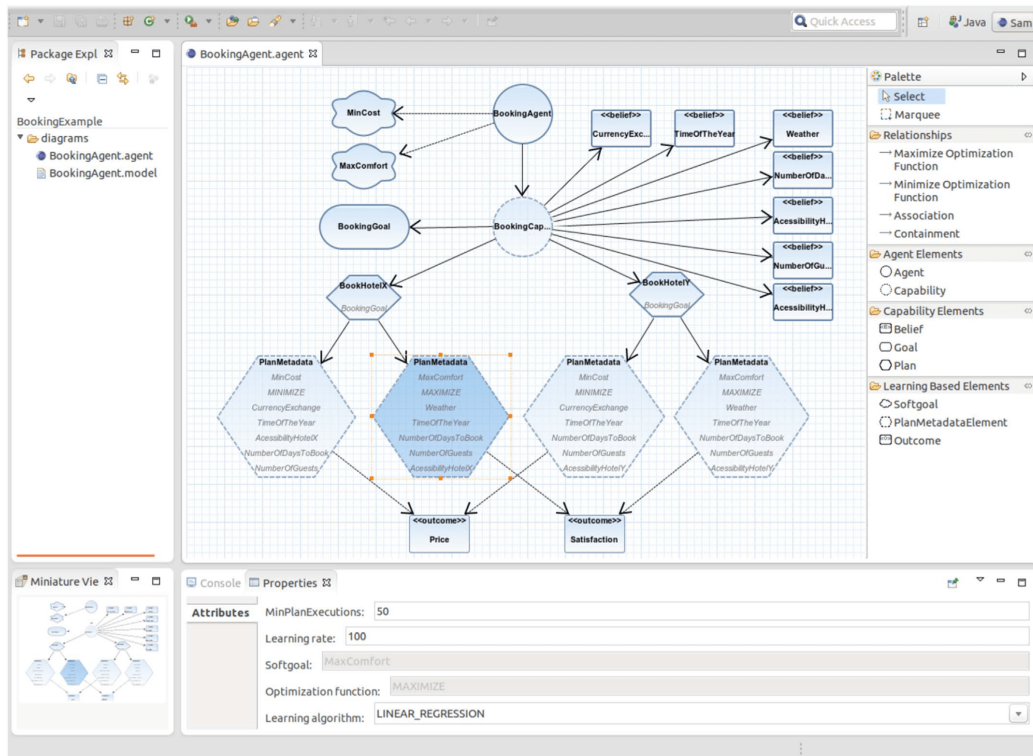 Quick Access
Java
Sam
Package Expl
BookingExample
diagrams
BookingAgent.agent
BookingAgent.model
BookingAgent.agent
MinCost
BookingAgent
MaxComfort
<<belief>>
CurrencyExc...
<<belief>>
TimeOfTheYear
<<belief>>
Weather
<<belief>>
NumberOfDa...
<<belief>>
AcessibilityH...
<<belief>>
NumberOfGu...
<<belief>>
AcessibilityH...
BookingGoal
BookingCap...
BookHotelX
BookingGoal
BookHotelY
BookingGoal
PlanMetadata
MinCost
MINIMIZE
CurrencyExchange
TimeOfTheYear
AcessibilityHotelX
NumberOfDaysToBook
NumberOfGuests
PlanMetadata
MaxComfort
MAXIMIZE
Weather
TimeOfTheYear
NumberOfDaysToBook
NumberOfGuests
AcessibilityHotelX
PlanMetadata
MinCost
MINIMIZE
CurrencyExchange
TimeOfTheYear
NumberOfDaysToBook
NumberOfGuests
AcessibilityHotelY
PlanMetadata
MaxComfort
MAXIMIZE
Weather
TimeOfTheYear
NumberOfDaysToBook
NumberOfGuests
AcessibilityHotelY
<<outcome>>
Price
<<outcome>>
Satisfaction
Palette
Select
Marquee
Relationships
Maximize Optimization
Function
Minimize Optimization
Function
Association
Containment
Agent Elements
Agent
Capability
Capability Elements
Belief
Goal
Plan
Learning Based Elements
Softgoal
PlanMetadataElement
Outcome
Miniature Vie
Console
Properties
Attributes
MinPlanExecutions: 50
Learning rate: 100
Softgoal: MaxComfort
Optimization function: MAXIMIZE
Learning algorithm: LINEAR_REGRESSION